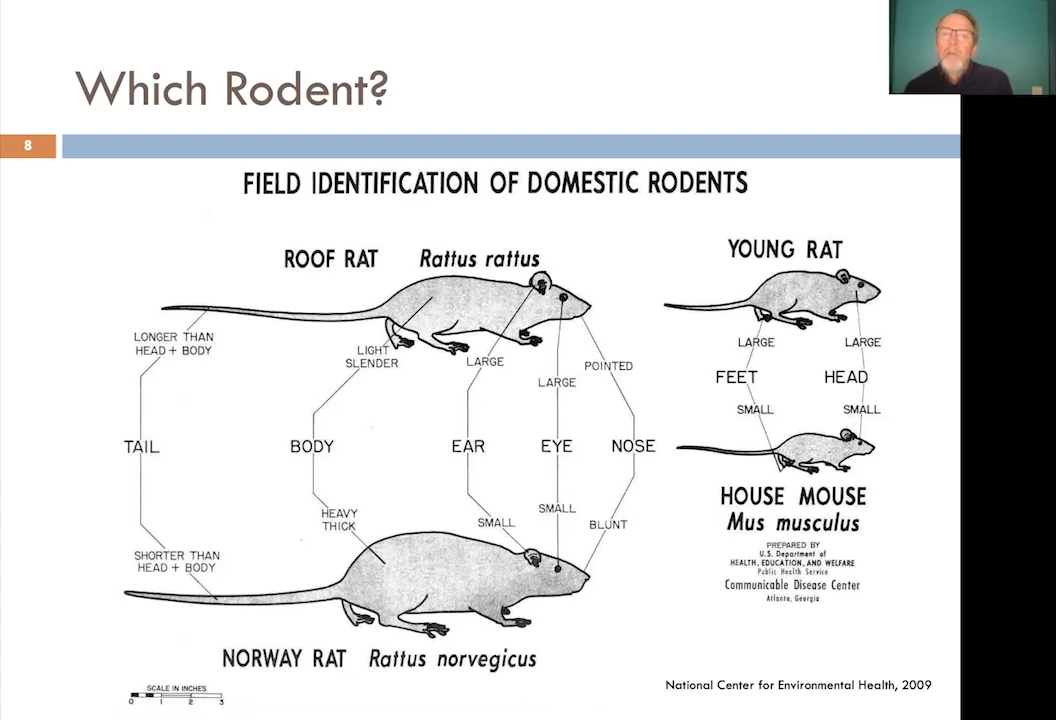 Which Rodent?
8
FIELD IDENTIFICATION OF DOMESTIC RODENTS
ROOF RAT Rattus rattus
LONGER THAN
HEAD + BODY
LIGHT
SLENDER
LARGE
LARGE
POINTED
TAIL
BODY
EAR
EYE
NOSE
HEAVY
THICK
SMALL
SMALL
BLUNT
SHORTER THAN
HEAD + BODY
NORWAY RAT Rattus norvegicus
SCALE IN INCHES
0 1 2 3
YOUNG RAT
LARGE
LARGE
FEET
HEAD
SMALL
SMALL
HOUSE MOUSE
Mus musculus
PREPARED BY
U.S. Department of
HEALTH, EDUCATION, AND WELFARE
Public Health Service
Communicable Disease Center
Atlanta, Georgia
National Center for Environmental Health, 2009